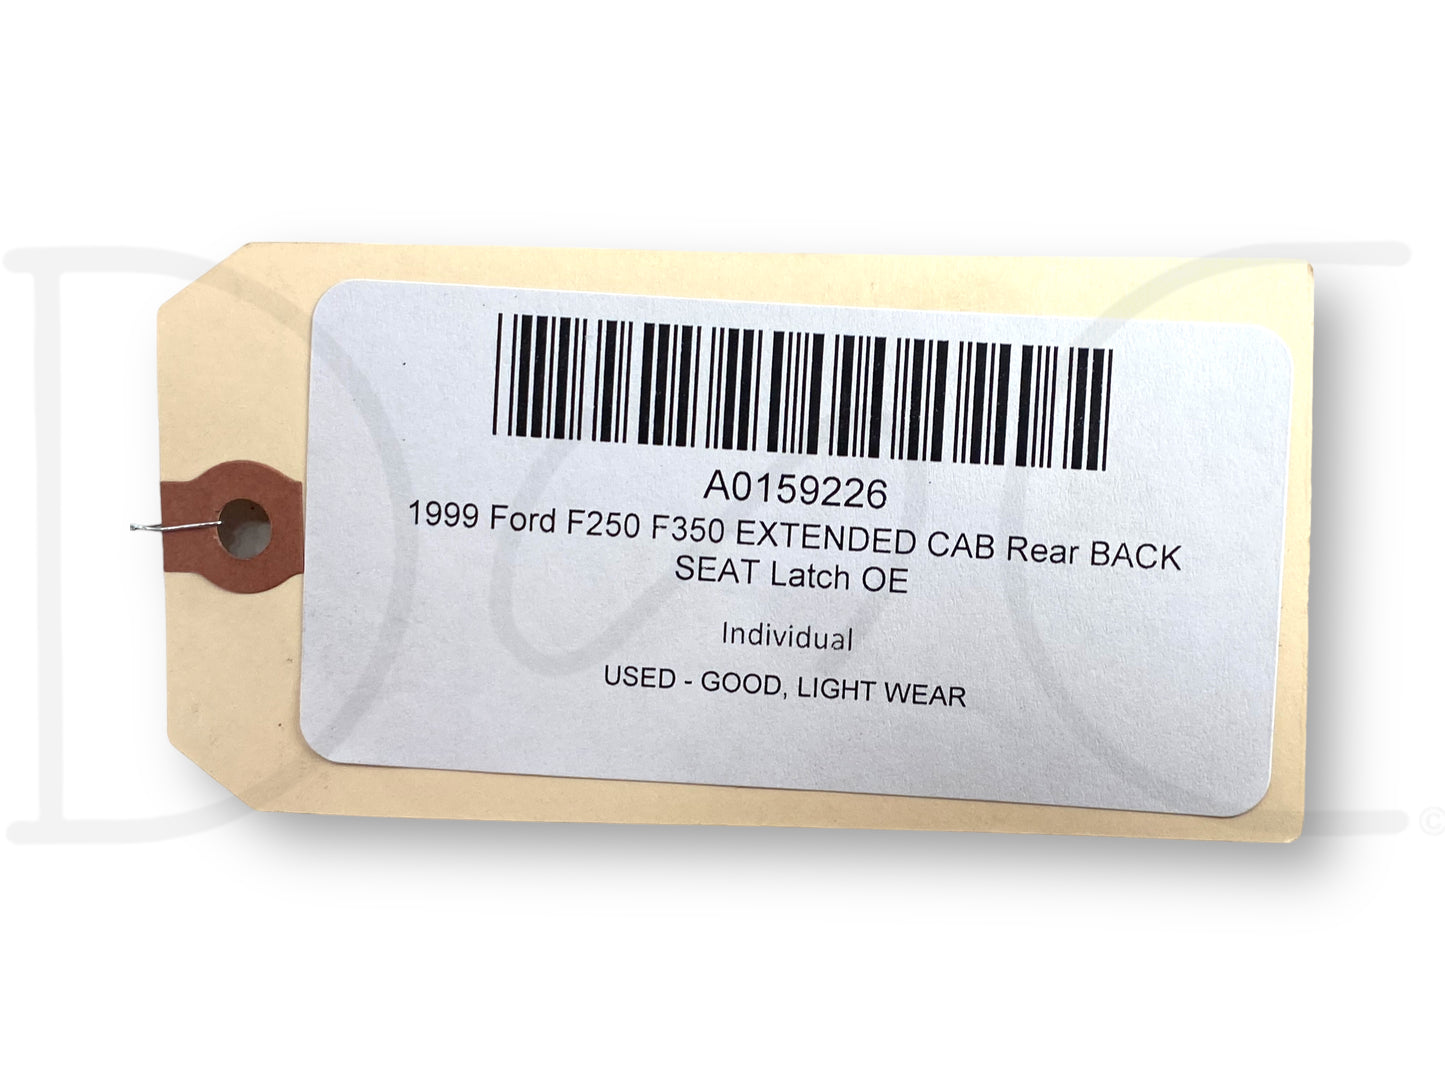 A0159226
1999 Ford F250 F350 EXTENDED CAB Rear BACK
SEAT Latch OE
Individual
USED - GOOD, LIGHT WEAR
©